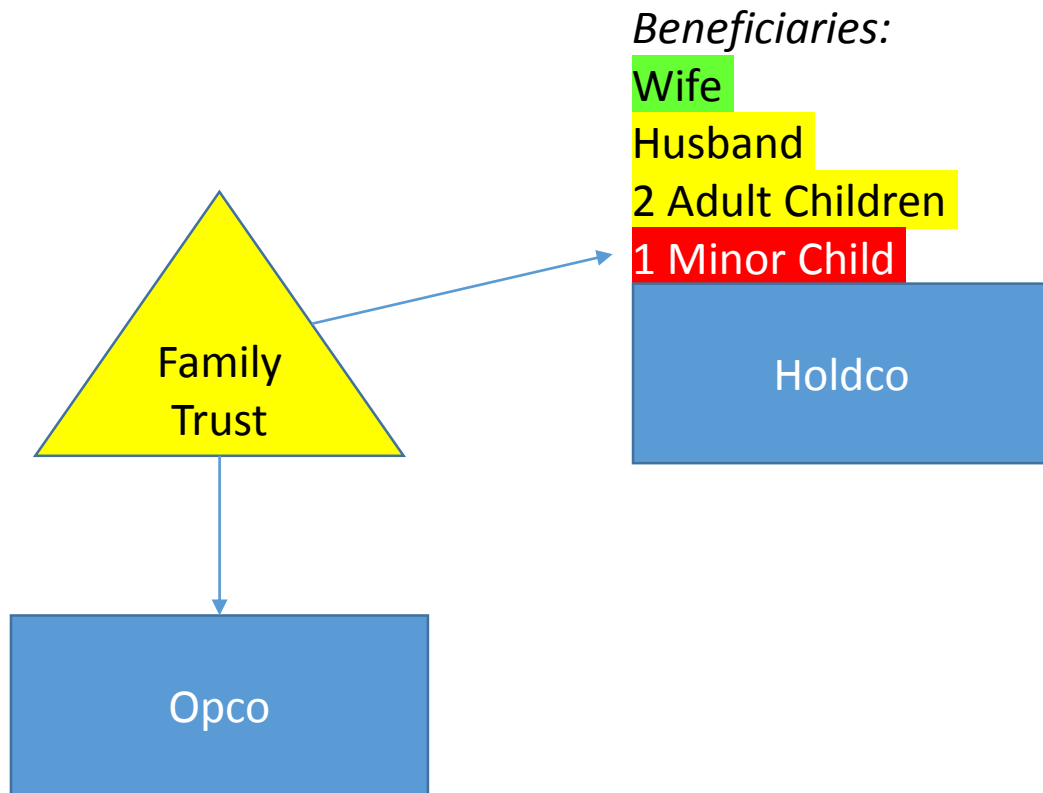 Beneficiaries:
Wife
Husband
2 Adult Children
1 Minor Child
Holdco
Family
Trust
Opco